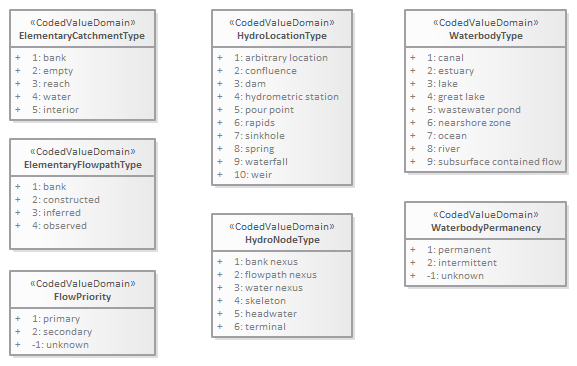 «CodedValueDomain»
ElementaryCatchmentType
+ 1: bank
+ 2: empty
+ 3: reach
+ 4: water
+ 5: interior
«CodedValueDomain»
ElementaryFlowpathType
+ 1: bank
+ 2: constructed
+ 3: inferred
+ 4: observed
«CodedValueDomain»
FlowPriority
+ 1: primary
+ 2: secondary
+ -1: unknown
«CodedValueDomain»
HydroLocationType
+ 1: arbitrary location
+ 2: confluence
+ 3: dam
+ 4: hydrometric station
+ 5: pour point
+ 6: rapids
+ 7: sinkhole
+ 8: spring
+ 9: waterfall
+ 10: weir
«CodedValueDomain»
HydroNodeType
+ 1: bank nexus
+ 2: flowpath nexus
+ 3: water nexus
+ 4: skeleton
+ 5: headwater
+ 6: terminal
«CodedValueDomain»
WaterbodyType
+ 1: canal
+ 2: estuary
+ 3: lake
+ 4: great lake
+ 5: wastewater pond
+ 6: nearshore zone
+ 7: ocean
+ 8: river
+ 9: subsurface contained flow
«CodedValueDomain»
WaterbodyPermanency
+ 1: permanent
+ 2: intermittent
+ -1: unknown